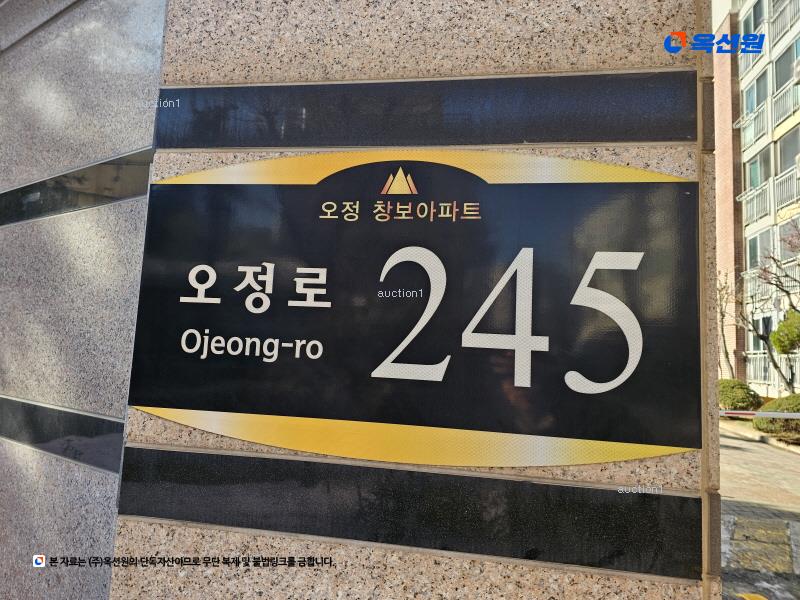 옥션원
auction1
오정 창보아파트
오정로
245
auction1
Ojeong-ro
auction1
본 자료는 (주)옥션원의 단독자산이므로 무단 복제 및 불법링크를 금합니다.